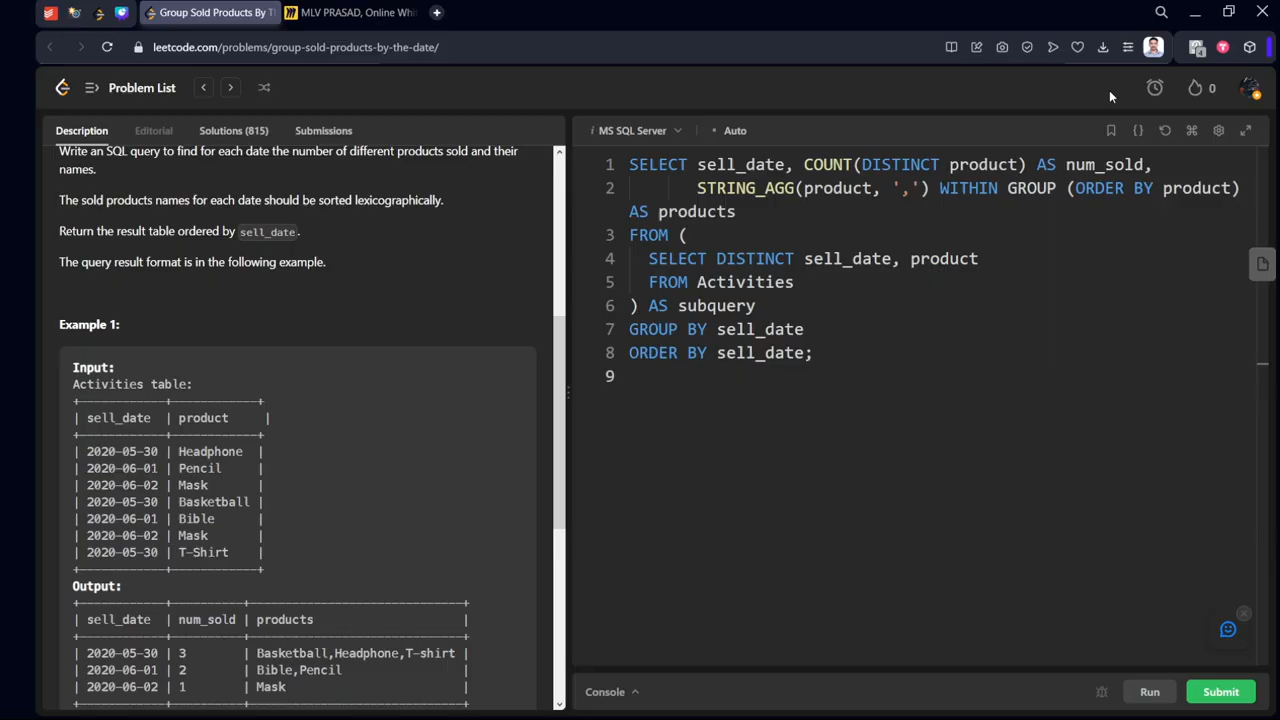 Group Sold Products By Th
MLV PRASAD, Online Whi
leetcode.com/problems/group-sold-products-by-the-date/
4
Problem List
0
Description
Editorial
Solutions (815)
Submissions
Write an SQL query to find for each date the number of different products sold and their
names.
The sold products names for each date should be sorted lexicographically.
Return the result table ordered by sell_date.
The query result format is in the following example.
Example 1:
Input:
Activities table:
+------------+------------+
| sell_date | product |
+------------+------------+
| 2020-05-30 | Headphone |
| 2020-06-01 | Pencil |
| 2020-06-02 | Mask |
| 2020-05-30 | Basketball |
| 2020-06-01 | Bible |
| 2020-06-02 | Mask |
| 2020-05-30 | T-Shirt |
+------------+------------+
Output:
+------------+----------+------------------------------+
| sell_date | num_sold | products |
+------------+----------+------------------------------+
| 2020-05-30 | 3 | Basketball,Headphone,T-shirt |
| 2020-06-01 | 2 | Bible,Pencil |
| 2020-06-02 | 1 | Mask |
+------------+----------+------------------------------+
MS SQL Server
Auto
1 SELECT sell_date, COUNT(DISTINCT product) AS num_sold,
2 STRING_AGG(product, ',') WITHIN GROUP (ORDER BY product)
AS products
3 FROM (
4 SELECT DISTINCT sell_date, product
5 FROM Activities
6 ) AS subquery
7 GROUP BY sell_date
8 ORDER BY sell_date;
9
Console
Run
Submit